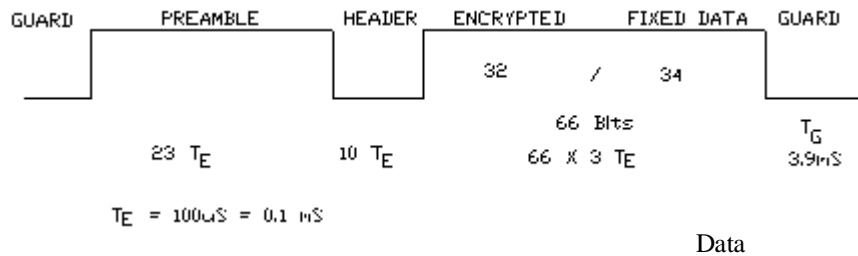 GUARD PREAMBLE HEADER ENCRYPTED FIXED DATA GUARD
32 / 34
66 Bits TG
23 TE 10 TE 66 X 3 TE 3.9mS
TE = 100uS = 0.1 mS
Data